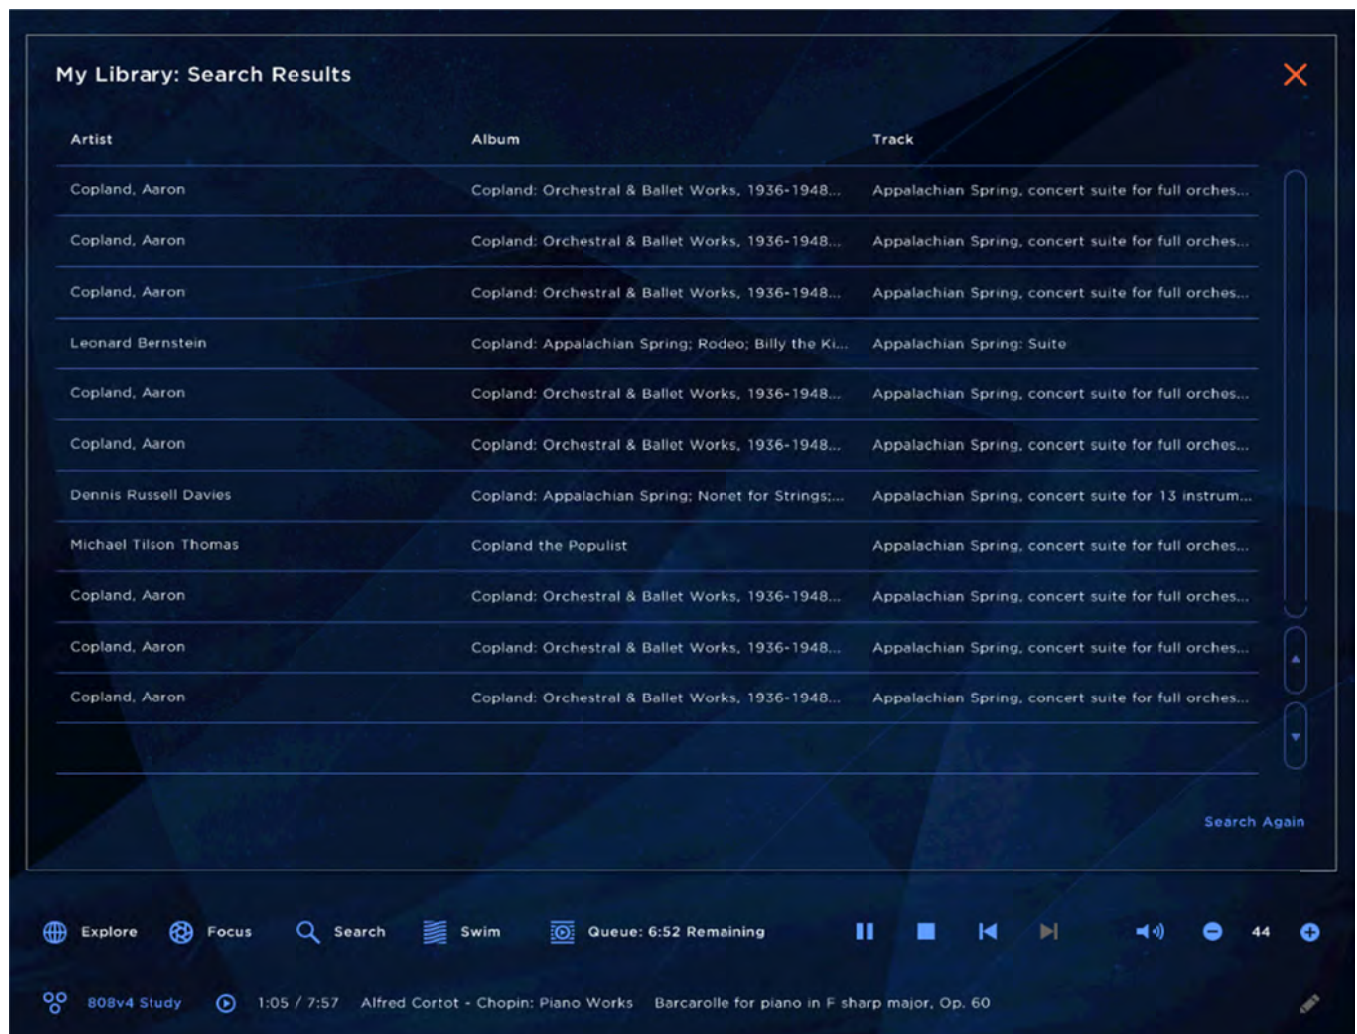 My Library: Search Results
Artist Album Track
Copland, Aaron Copland: Orchestral & Ballet Works, 1936-1948... Appalachian Spring, concert suite for full orches...
Copland, Aaron Copland: Orchestral & Ballet Works, 1936-1948... Appalachian Spring, concert suite for full orches...
Copland, Aaron Copland: Orchestral & Ballet Works, 1936-1948... Appalachian Spring, concert suite for full orches...
Leonard Bernstein Copland: Appalachian Spring; Rodeo; Billy the Ki... Appalachian Spring: Suite
Copland, Aaron Copland: Orchestral & Ballet Works, 1936-1948... Appalachian Spring, concert suite for full orches...
Copland, Aaron Copland: Orchestral & Ballet Works, 1936-1948... Appalachian Spring, concert suite for full orches...
Dennis Russell Davies Copland: Appalachian Spring; Nonet for Strings;... Appalachian Spring, concert suite for 13 instrum...
Michael Tilson Thomas Copland the Populist Appalachian Spring, concert suite for full orches...
Copland, Aaron Copland: Orchestral & Ballet Works, 1936-1948... Appalachian Spring, concert suite for full orches...
Copland, Aaron Copland: Orchestral & Ballet Works, 1936-1948... Appalachian Spring, concert suite for full orches...
Copland, Aaron Copland: Orchestral & Ballet Works, 1936-1948... Appalachian Spring, concert suite for full orches...
Search Again
Explore Focus Search Swim Queue: 6:52 Remaining 44
808v4 Study 1:05 / 7:57 Alfred Cortot - Chopin: Piano Works Barcarolle for piano in F sharp major, Op. 60